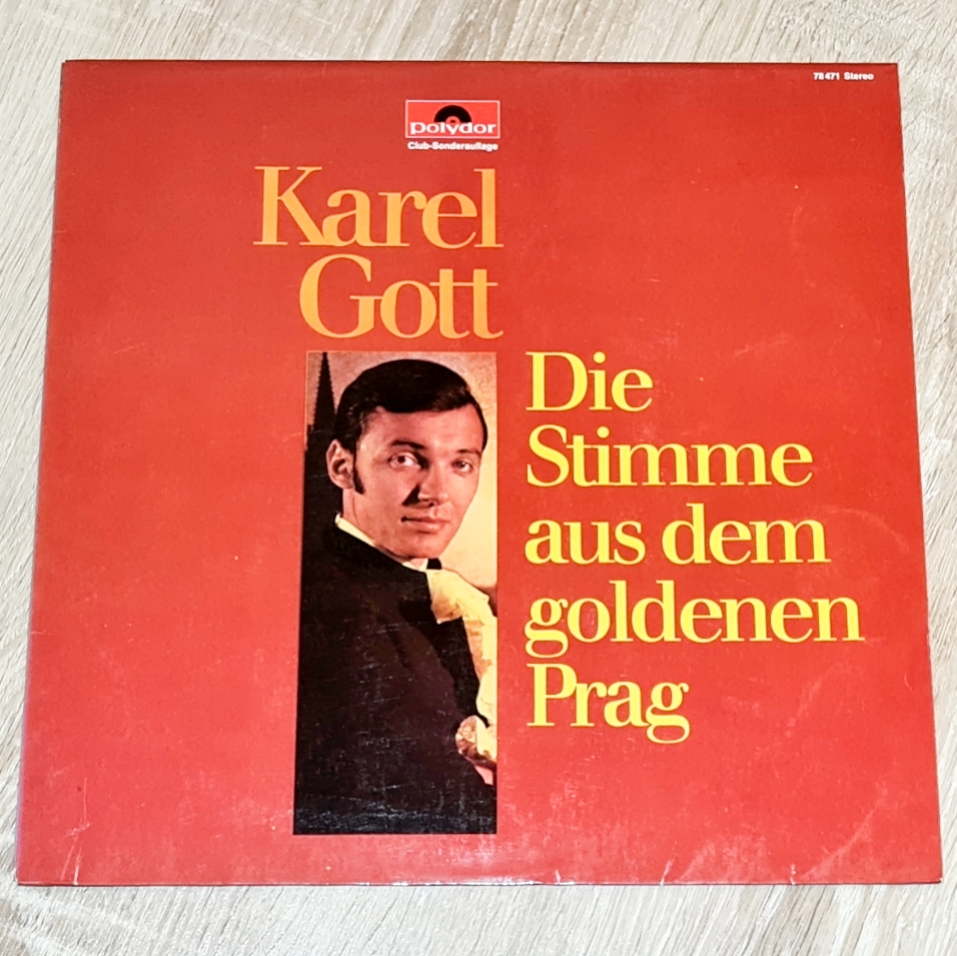 78 471 Stereo
polydor
Club-Sonderauflage
Karel
Gott
Die
Stimme
aus dem
goldenen
Prag